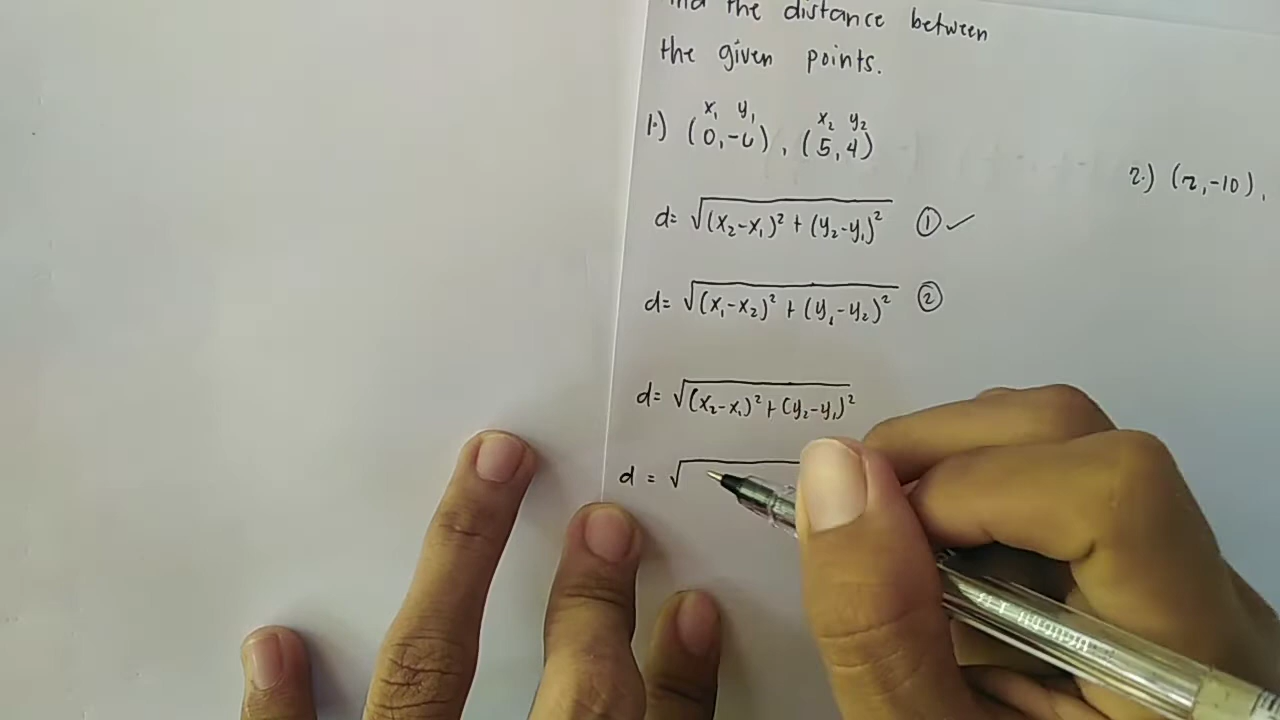 the distance between
the given points.
x₁ y₁ x₂ y₂
1.) (0,-6) , (5,4)
d= √(x₂-x₁)² + (y₂-y₁)² ① ✓
d= √(x₁-x₂)² + (y₁-y₂)² ②
d= √(x₂-x₁)² + (y₂-y₁)²
d = √
2.) (2,-10) ,